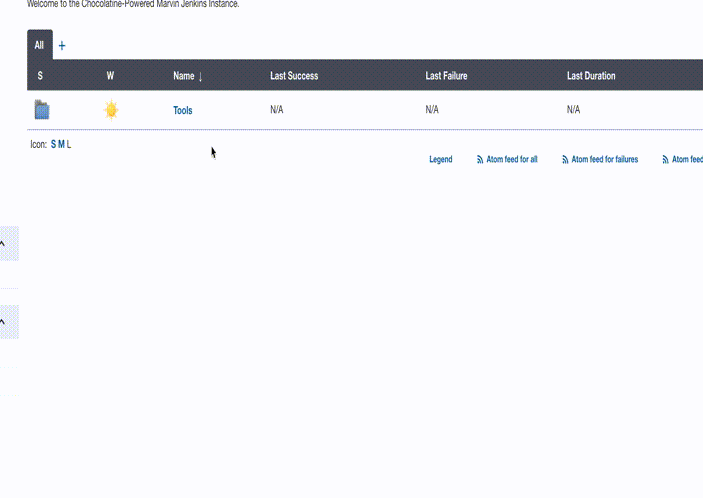 Welcome to the Chocolatine-Powered Marvin Jenkins Instance.
All +
S W Name ↓ Last Success Last Failure Last Duration
Tools N/A N/A N/A
Icon: S M L
Legend Atom feed for all Atom feed for failures Atom feed